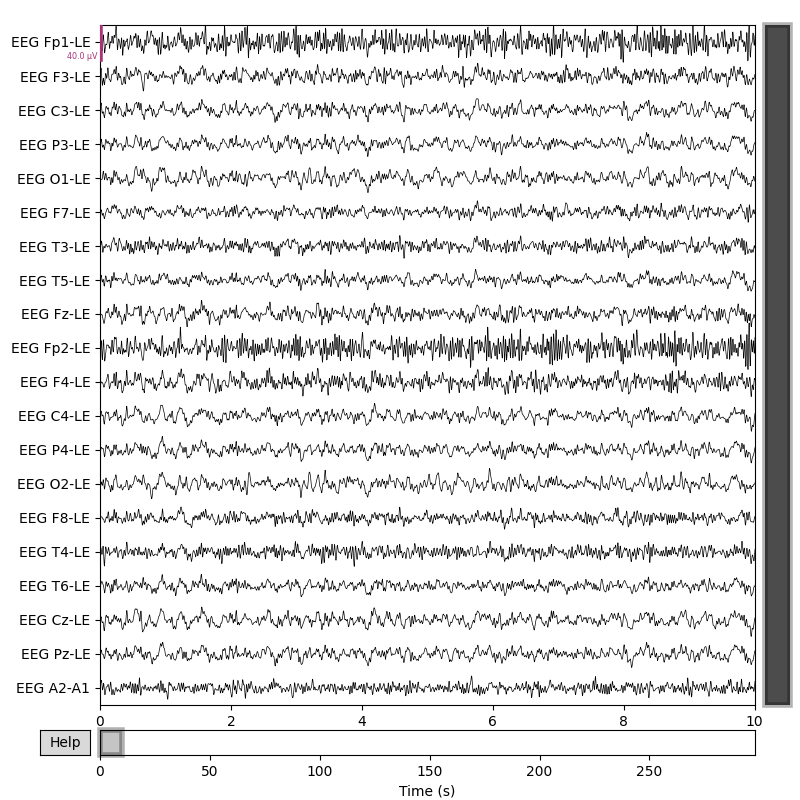 EEG Fp1-LE
40.0 µV
EEG F3-LE
EEG C3-LE
EEG P3-LE
EEG O1-LE
EEG F7-LE
EEG T3-LE
EEG T5-LE
EEG Fz-LE
EEG Fp2-LE
EEG F4-LE
EEG C4-LE
EEG P4-LE
EEG O2-LE
EEG F8-LE
EEG T4-LE
EEG T6-LE
EEG Cz-LE
EEG Pz-LE
EEG A2-A1
0 2 4 6 8 10
Help
0 50 100 150 200 250
Time (s)